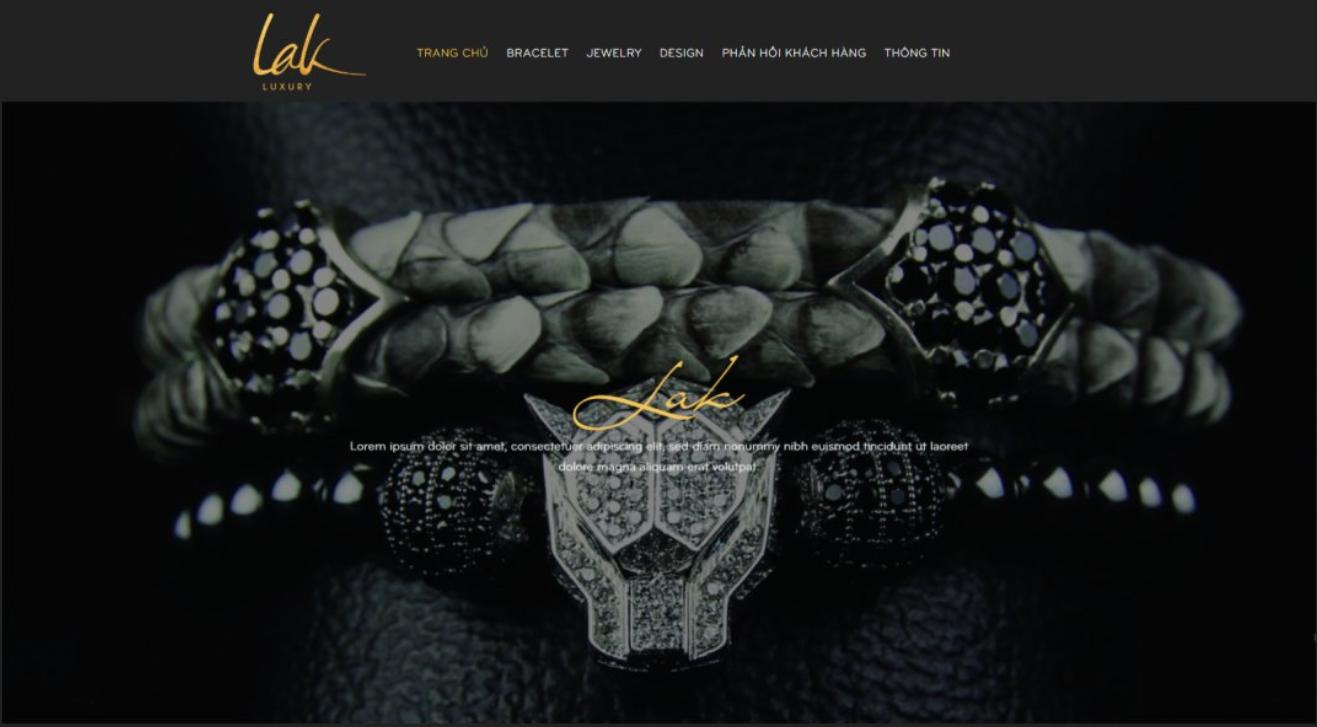 Lak
LUXURY
TRANG CHỦ BRACELET JEWELRY DESIGN PHẢN HỒI KHÁCH HÀNG THÔNG TIN
Lak
Lorem ipsum dolor sit amet, consectetuer adipiscing elit, sed diam nonummy nibh euismod tincidunt ut laoreet
dolore magna aliquam erat volutpat.